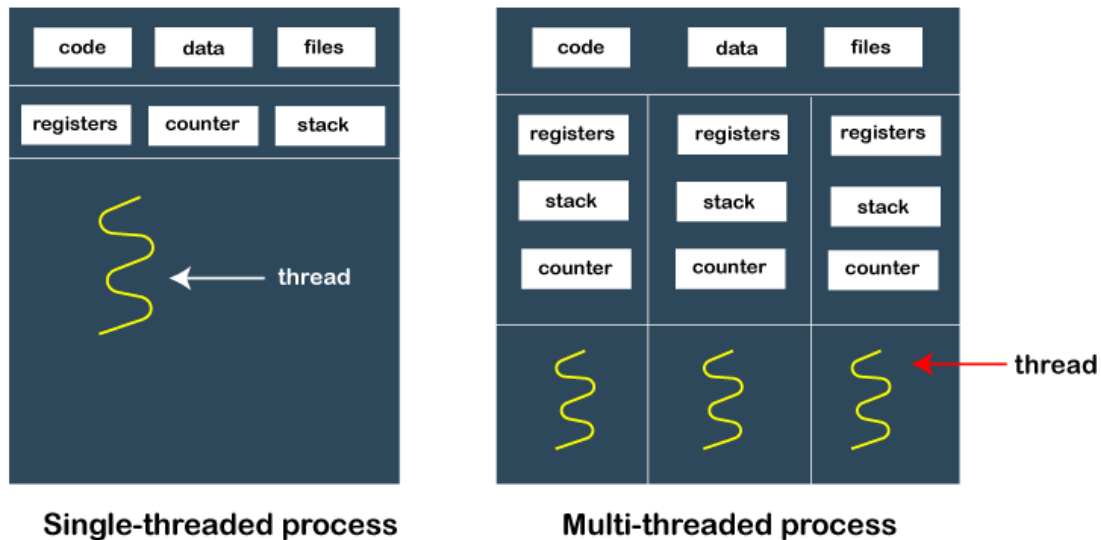 code data files
registers counter stack
thread
Single-threaded process
code data files
registers registers registers
stack stack stack
counter counter counter
thread
Multi-threaded process